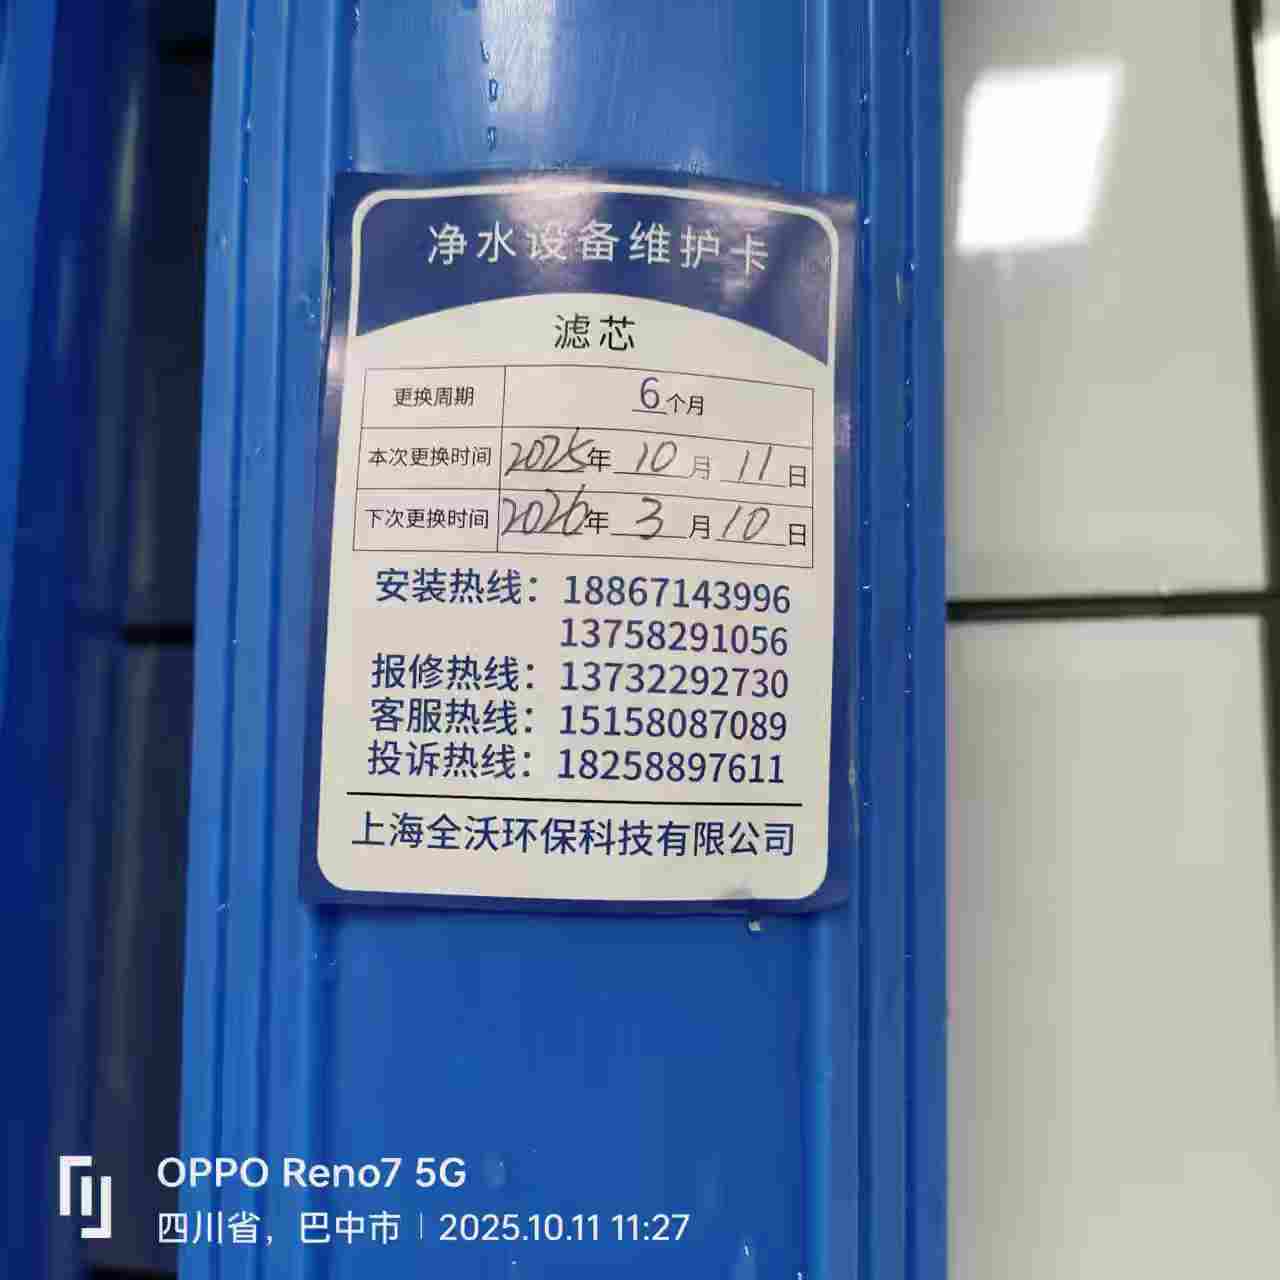 净水设备维护卡
滤芯
更换周期 6个月
本次更换时间 2025年 10 月 11 日
下次更换时间 2026年 3 月 10 日
安装热线：18867143996
13758291056
报修热线：13732292730
客服热线：15158087089
投诉热线：18258897611
上海全沃环保科技有限公司
OPPO Reno7 5G
四川省，巴中市 | 2025.10.11 11:27